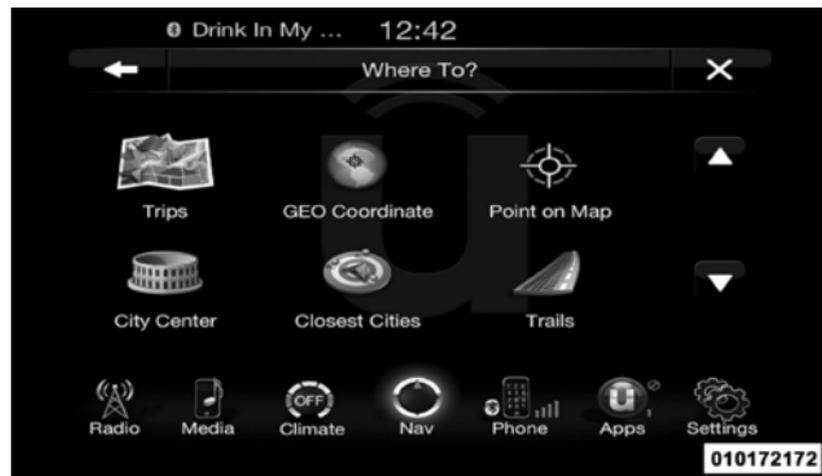 Drink In My ... 12:42
Where To?
Trips GEO Coordinate Point on Map
City Center Closest Cities Trails
OFF
Radio Media Climate Nav Phone Apps Settings
010172172